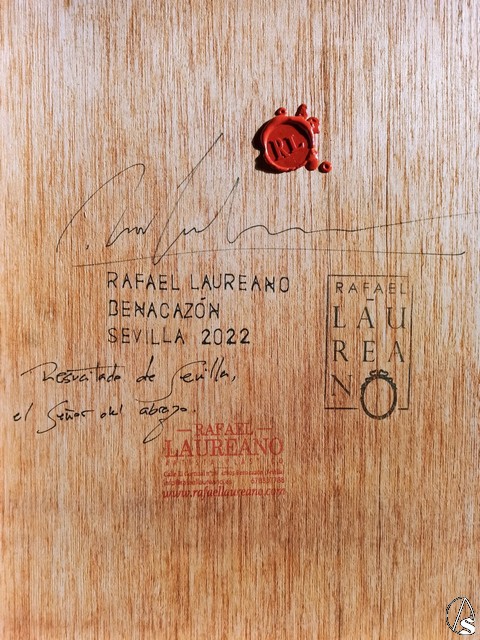 RL
RAFAEL LAUREANO
BENACAZÓN
SEVILLA 2022
RAFAEL
LAU
REA
NO
Resucitado de Sevilla,
el Señor del abrazo.
RAFAEL
LAUREANO
www.rafaellaureano.com